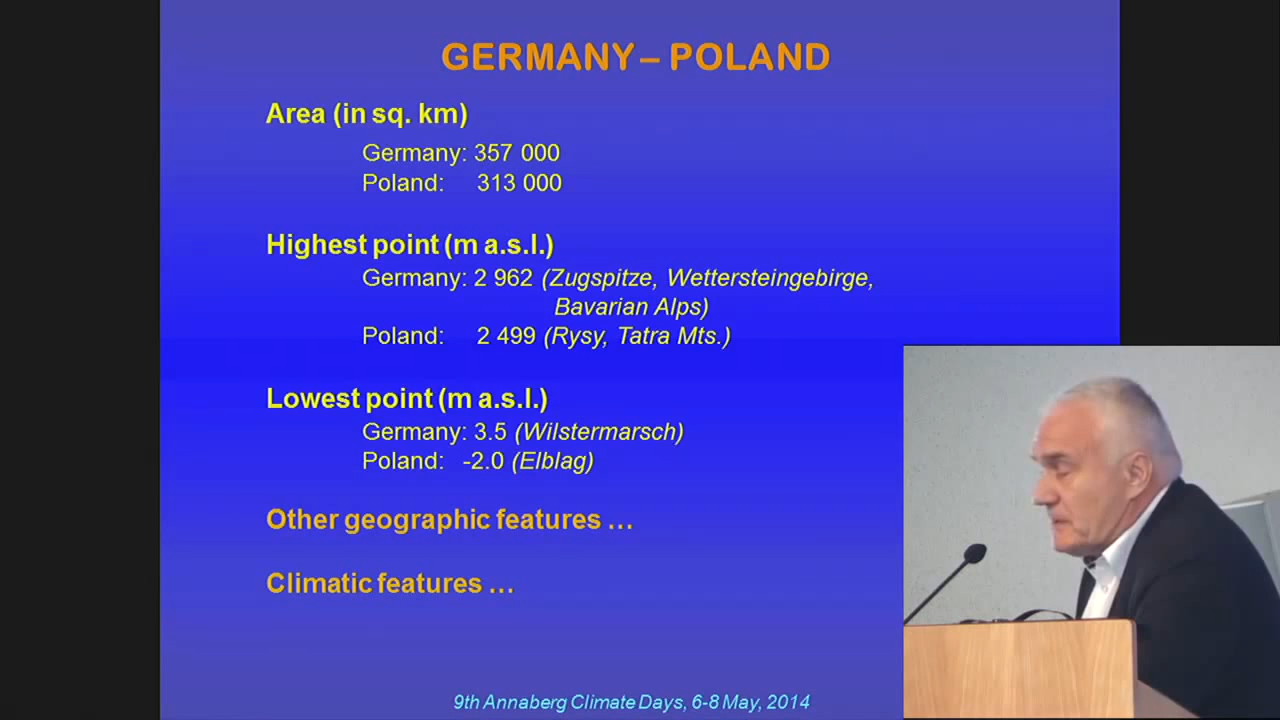 GERMANY – POLAND
Area (in sq. km)
Germany: 357 000
Poland: 313 000
Highest point (m a.s.l.)
Germany: 2 962 (Zugspitze, Wettersteingebirge,
Bavarian Alps)
Poland: 2 499 (Rysy, Tatra Mts.)
Lowest point (m a.s.l.)
Germany: 3.5 (Wilstermarsch)
Poland: -2.0 (Elblag)
Other geographic features …
Climatic features …
9th Annaberg Climate Days, 6-8 May, 2014